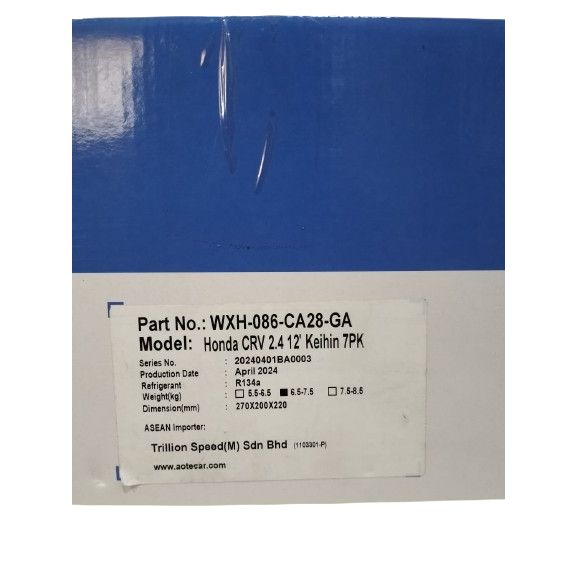 Part No.: WXH-086-CA28-GA
Model: Honda CRV 2.4 12' Keihin 7PK
Series No. : 20240401BA0003
Production Date : April 2024
Refrigerant : R134a
Weight(kg) : □ 5.5-6.5 ■ 6.5-7.5 □ 7.5-8.5
Dimension(mm) : 270X200X220
ASEAN Importer:
Trillion Speed(M) Sdn Bhd (1103301-P)
www.aotecar.com